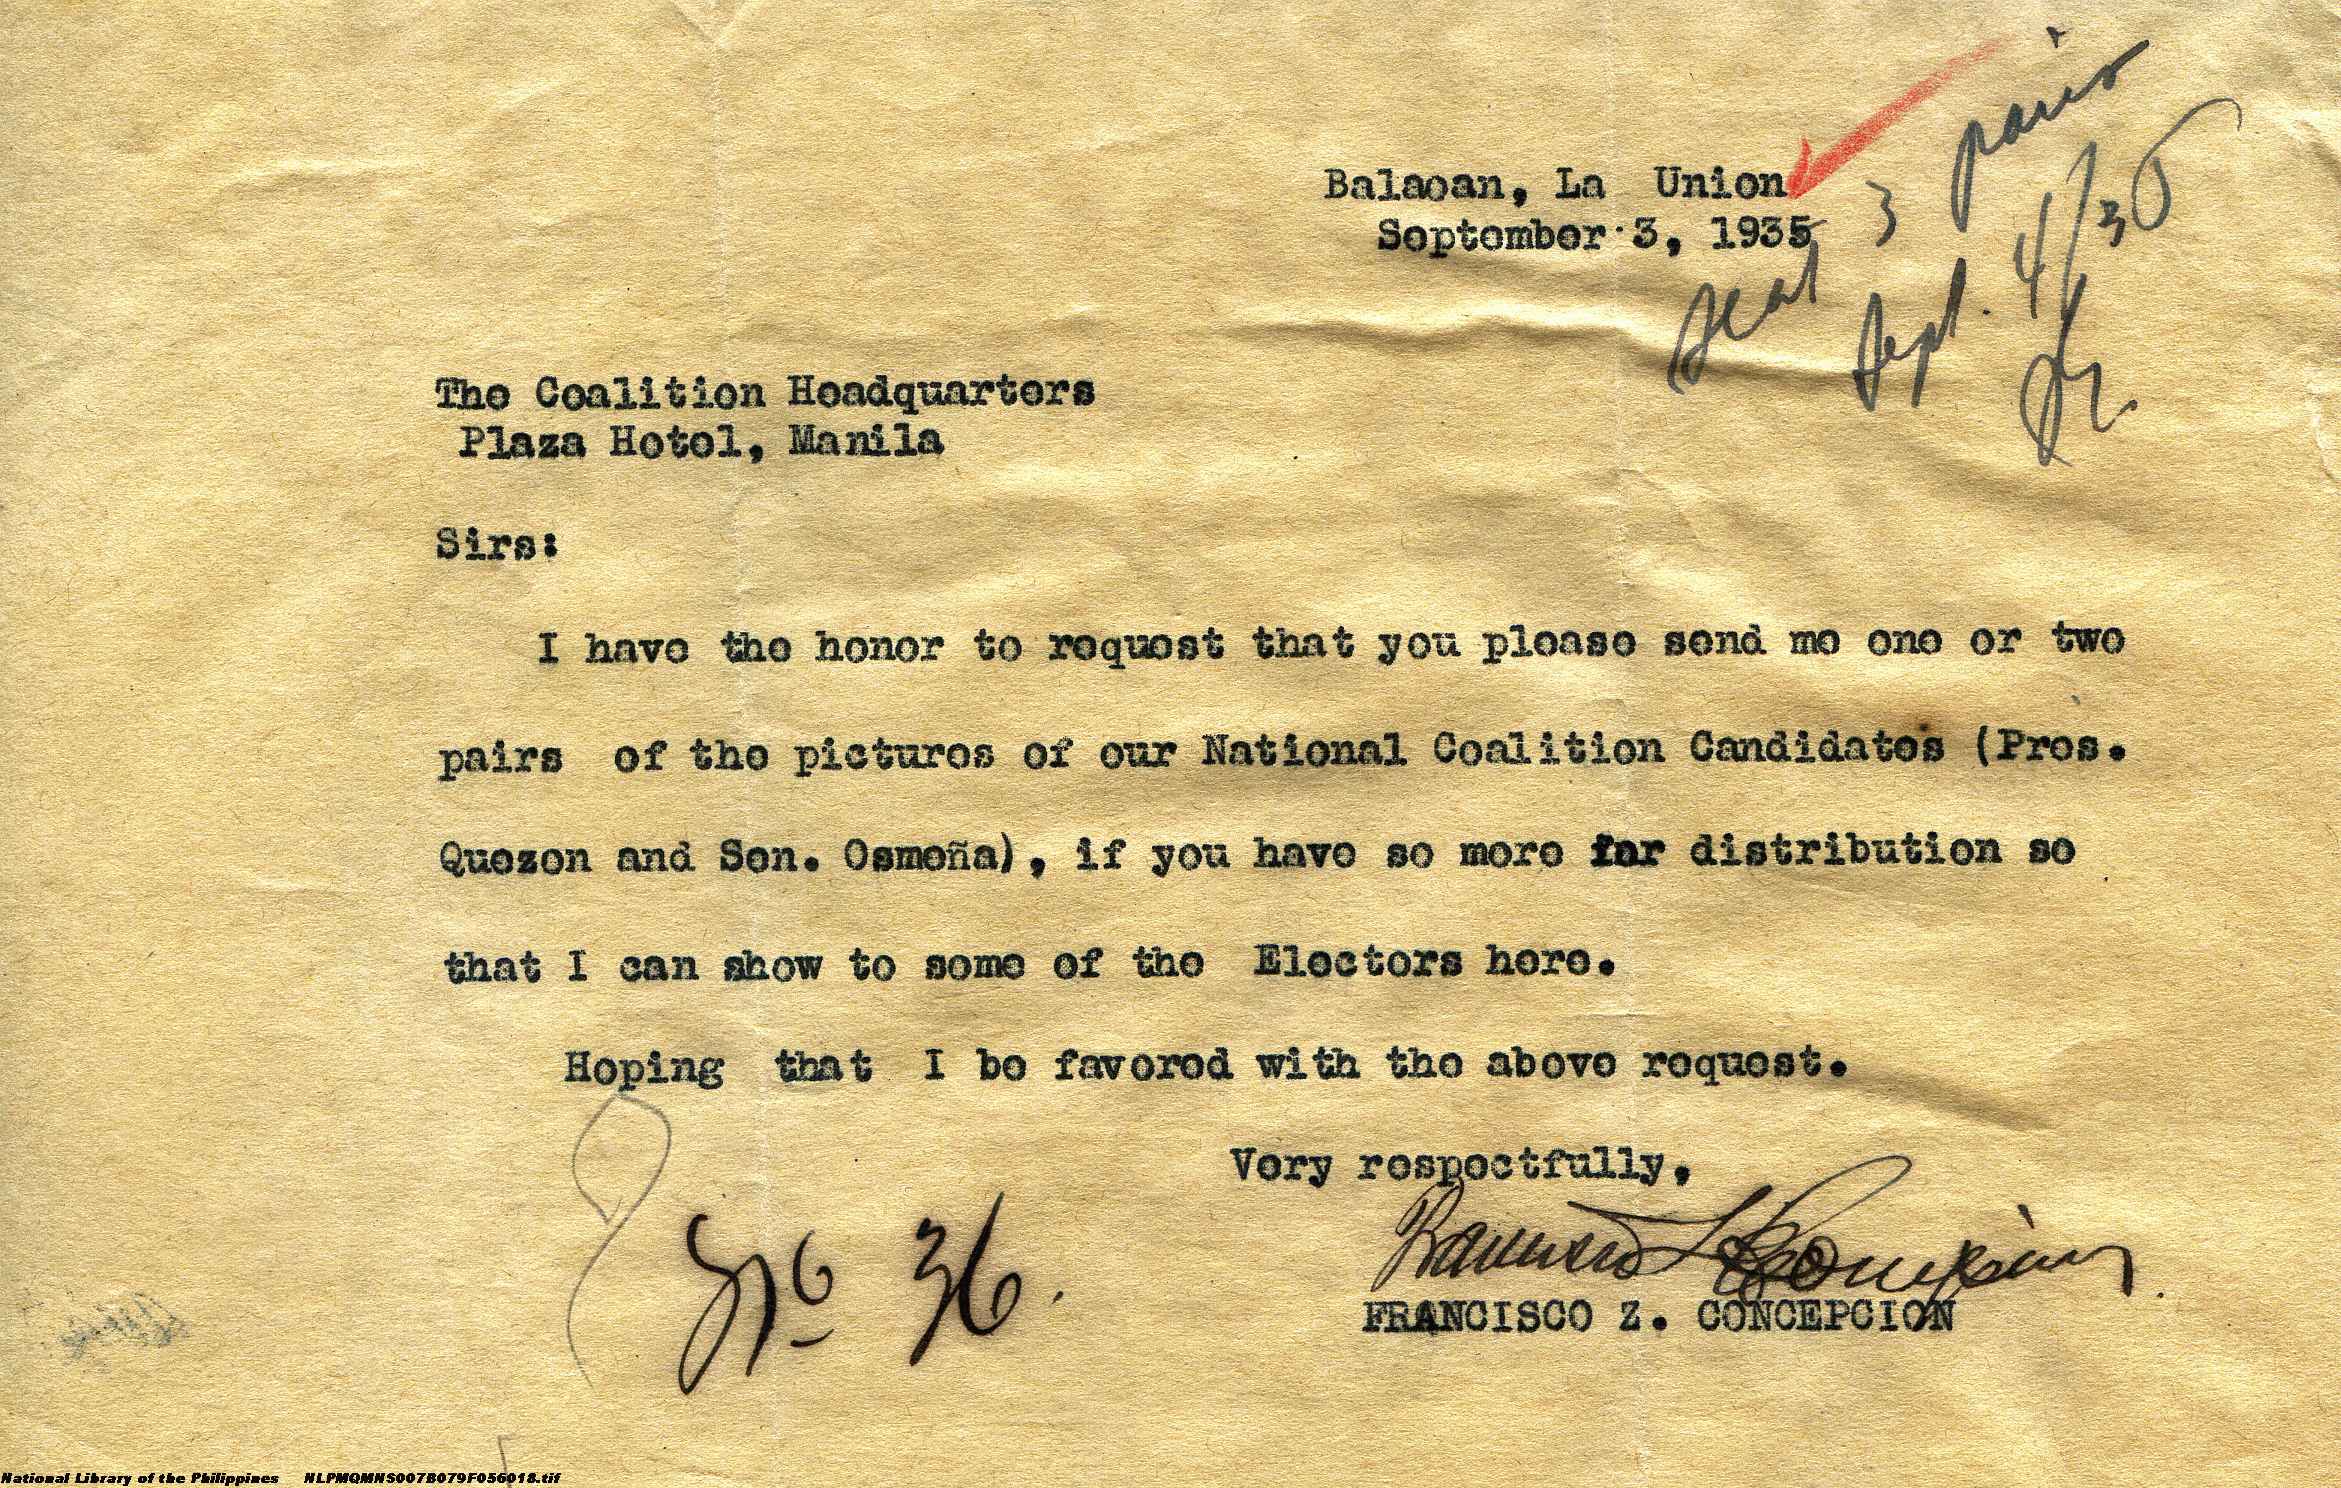 Balaoan, La Union
September 3, 1935
sent 3 pairs
Sept. 4/35
The Coalition Headquarters
Plaza Hotel, Manila
Sirs:
I have the honor to request that you please send me one or two
pairs of the pictures of our National Coalition Candidates (Pres.
Quezon and Sen. Osmeña), if you have so more for distribution so
that I can show to some of the Electors here.
Hoping that I be favored with the above request.
Very respectfully,
Francisco Z Concepcion
FRANCISCO Z. CONCEPCION
No 36.
National Library of the Philippines NLPMQMNS007B079F056018.tif